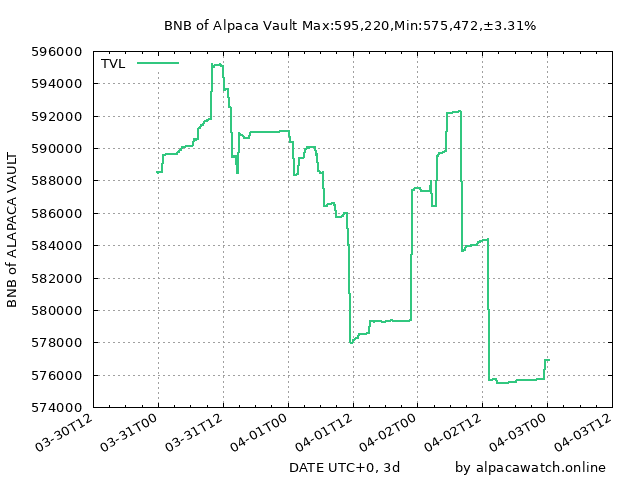 BNB of Alpaca Vault Max:595,220,Min:575,472,±3.31%
TVL
BNB of ALAPACA VAULT
596000
594000
592000
590000
588000
586000
584000
582000
580000
578000
576000
574000
03-30T12
03-31T00
03-31T12
04-01T00
04-01T12
04-02T00
04-02T12
04-03T00
04-03T12
DATE UTC+0, 3d
by alpacawatch.online